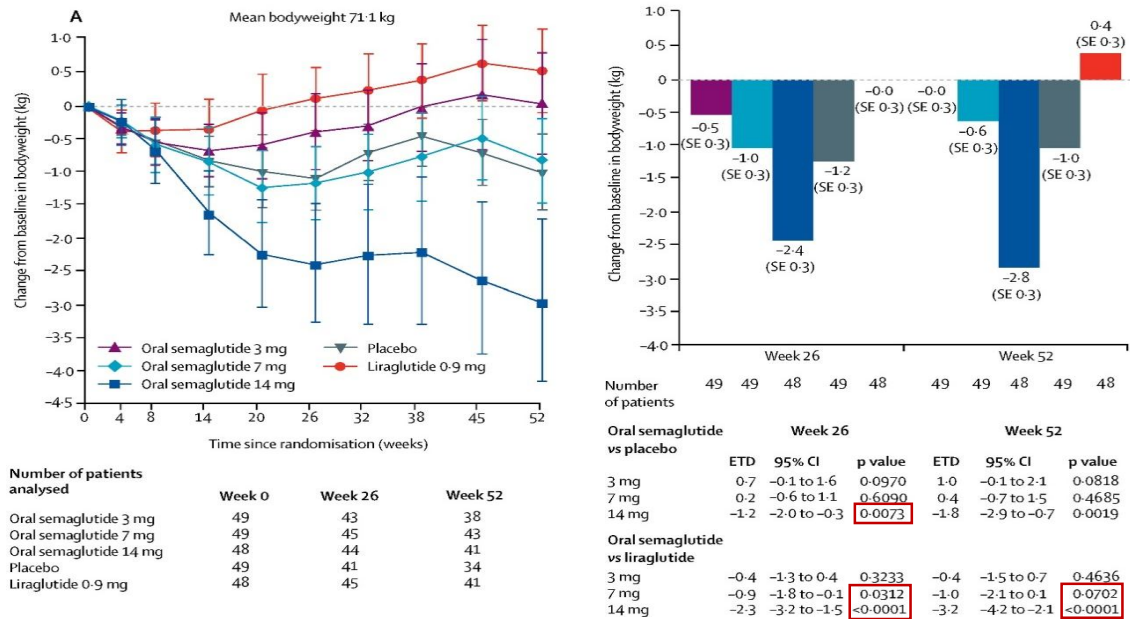 A
Mean bodyweight 71·1 kg
Change from baseline in bodyweight (kg)
1·0
0·5
0
-0·5
-1·0
-1·5
-2·0
-2·5
-3·0
-3·5
-4·0
-4·5
Oral semaglutide 3 mg
Oral semaglutide 7 mg
Oral semaglutide 14 mg
Placebo
Liraglutide 0·9 mg
0 4 8 14 20 26 32 38 45 52
Time since randomisation (weeks)
Number of patients
analysed
Week 0 Week 26 Week 52
Oral semaglutide 3 mg 49 43 38
Oral semaglutide 7 mg 49 45 43
Oral semaglutide 14 mg 48 44 41
Placebo 49 41 34
Liraglutide 0·9 mg 48 45 41
Change from baseline in bodyweight (kg)
1·0
0·5
0
-0·5
-1·0
-1·5
-2·0
-2·5
-3·0
-3·5
-4·0
-0·5
(SE 0·3)
-1·0
(SE 0·3)
-2·4
(SE 0·3)
-1·2
(SE 0·3)
-0·0
(SE 0·3)
-0·0
(SE 0·3)
-0·6
(SE 0·3)
-2·8
(SE 0·3)
-1·0
(SE 0·3)
0·4
(SE 0·3)
Week 26 Week 52
Number
of patients
49 49 48 49 48 49 49 48 49 48
Oral semaglutide
vs placebo
Week 26 Week 52
ETD 95% CI p value ETD 95% CI p value
3 mg 0·7 -0·1 to 1·6 0·0970 1·0 -0·1 to 2·1 0·0818
7 mg 0·2 -0·6 to 1·1 0·6090 0·4 -0·7 to 1·5 0·4685
14 mg -1·2 -2·0 to -0·3 0·0073 -1·8 -2·9 to -0·7 0·0019
Oral semaglutide
vs liraglutide
3 mg -0·4 -1·3 to 0·4 0·3233 -0·4 -1·5 to 0·7 0·4636
7 mg -0·9 -1·8 to -0·1 0·0312 -1·0 -2·1 to 0·1 0·0702
14 mg -2·3 -3·2 to -1·5 <0·0001 -3·2 -4·2 to -2·1 <0·0001